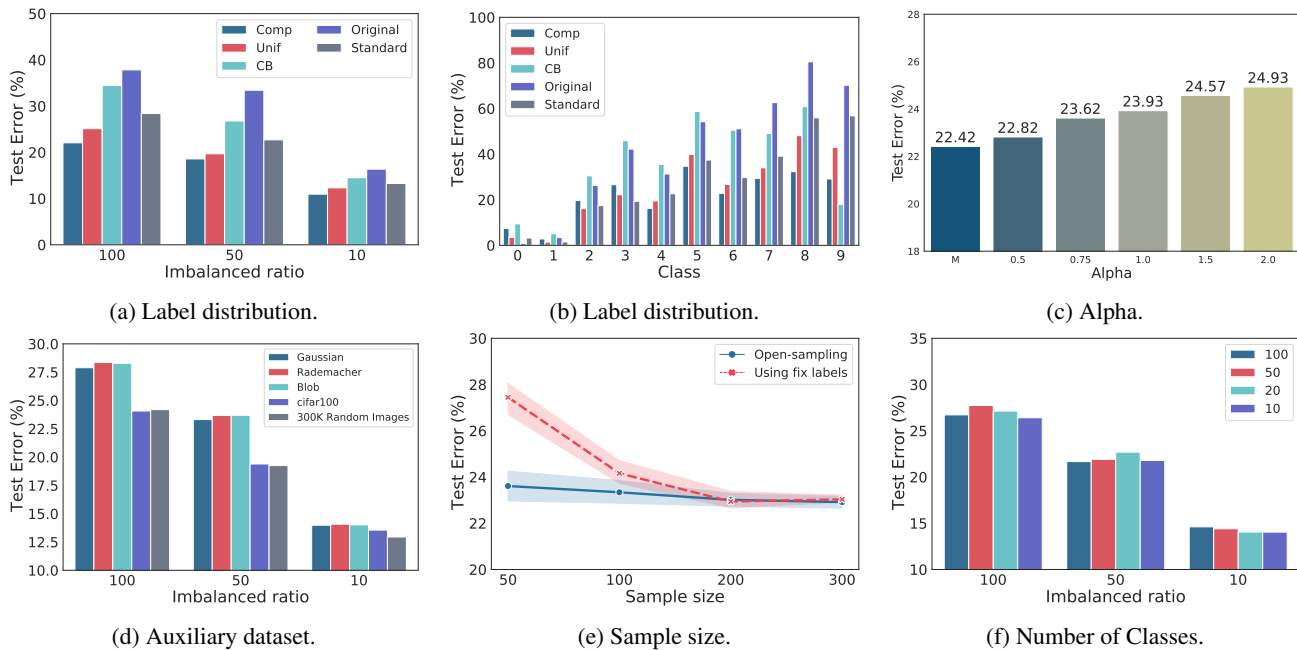 50
40
30
20
10
0
Test Error (%)
Comp
Unif
CB
Original
Standard
100
50
10
Imbalanced ratio
(a) Label distribution.
100
80
60
40
20
0
Test Error (%)
Comp
Unif
CB
Original
Standard
0 1 2 3 4 5 6 7 8 9
Class
(b) Label distribution.
28
26
24
22
20
18
Test Error (%)
22.42
22.82
23.62
23.93
24.57
24.93
M 0.5 0.75 1.0 1.5 2.0
Alpha
(c) Alpha.
30.0
27.5
25.0
22.5
20.0
17.5
15.0
12.5
10.0
Test Error (%)
Gaussian
Rademacher
Blob
cifar100
300K Random Images
100 50 10
Imbalanced ratio
(d) Auxiliary dataset.
30
28
26
24
22
20
Test Error (%)
Open-sampling
Using fix labels
50 100 200 300
Sample size
(e) Sample size.
35
30
25
20
15
10
Test Error (%)
100
50
20
10
100 50 10
Imbalanced ratio
(f) Number of Classes.